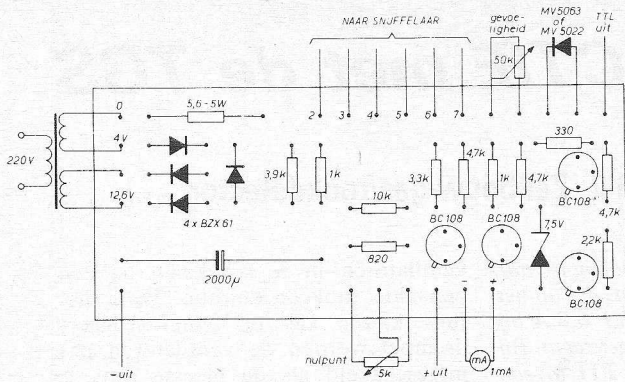 NAAR SNUFFELAAR
gevoe-
ligheid
MV5063
of
MV 5022
TTL
uit
50k
0
5,6-5W
2
3
4
5
6
7
4V
220V
12,6V
330
3,9k
1k
3,3k
4,7k
1k
4,7k
BC108
4,7k
10k
4 x BZX 61
BC108
BC108
7,5V
820
2,2k
2000µ
BC108
-
+
nulpunt
5k
mA
1mA
-uit
+uit